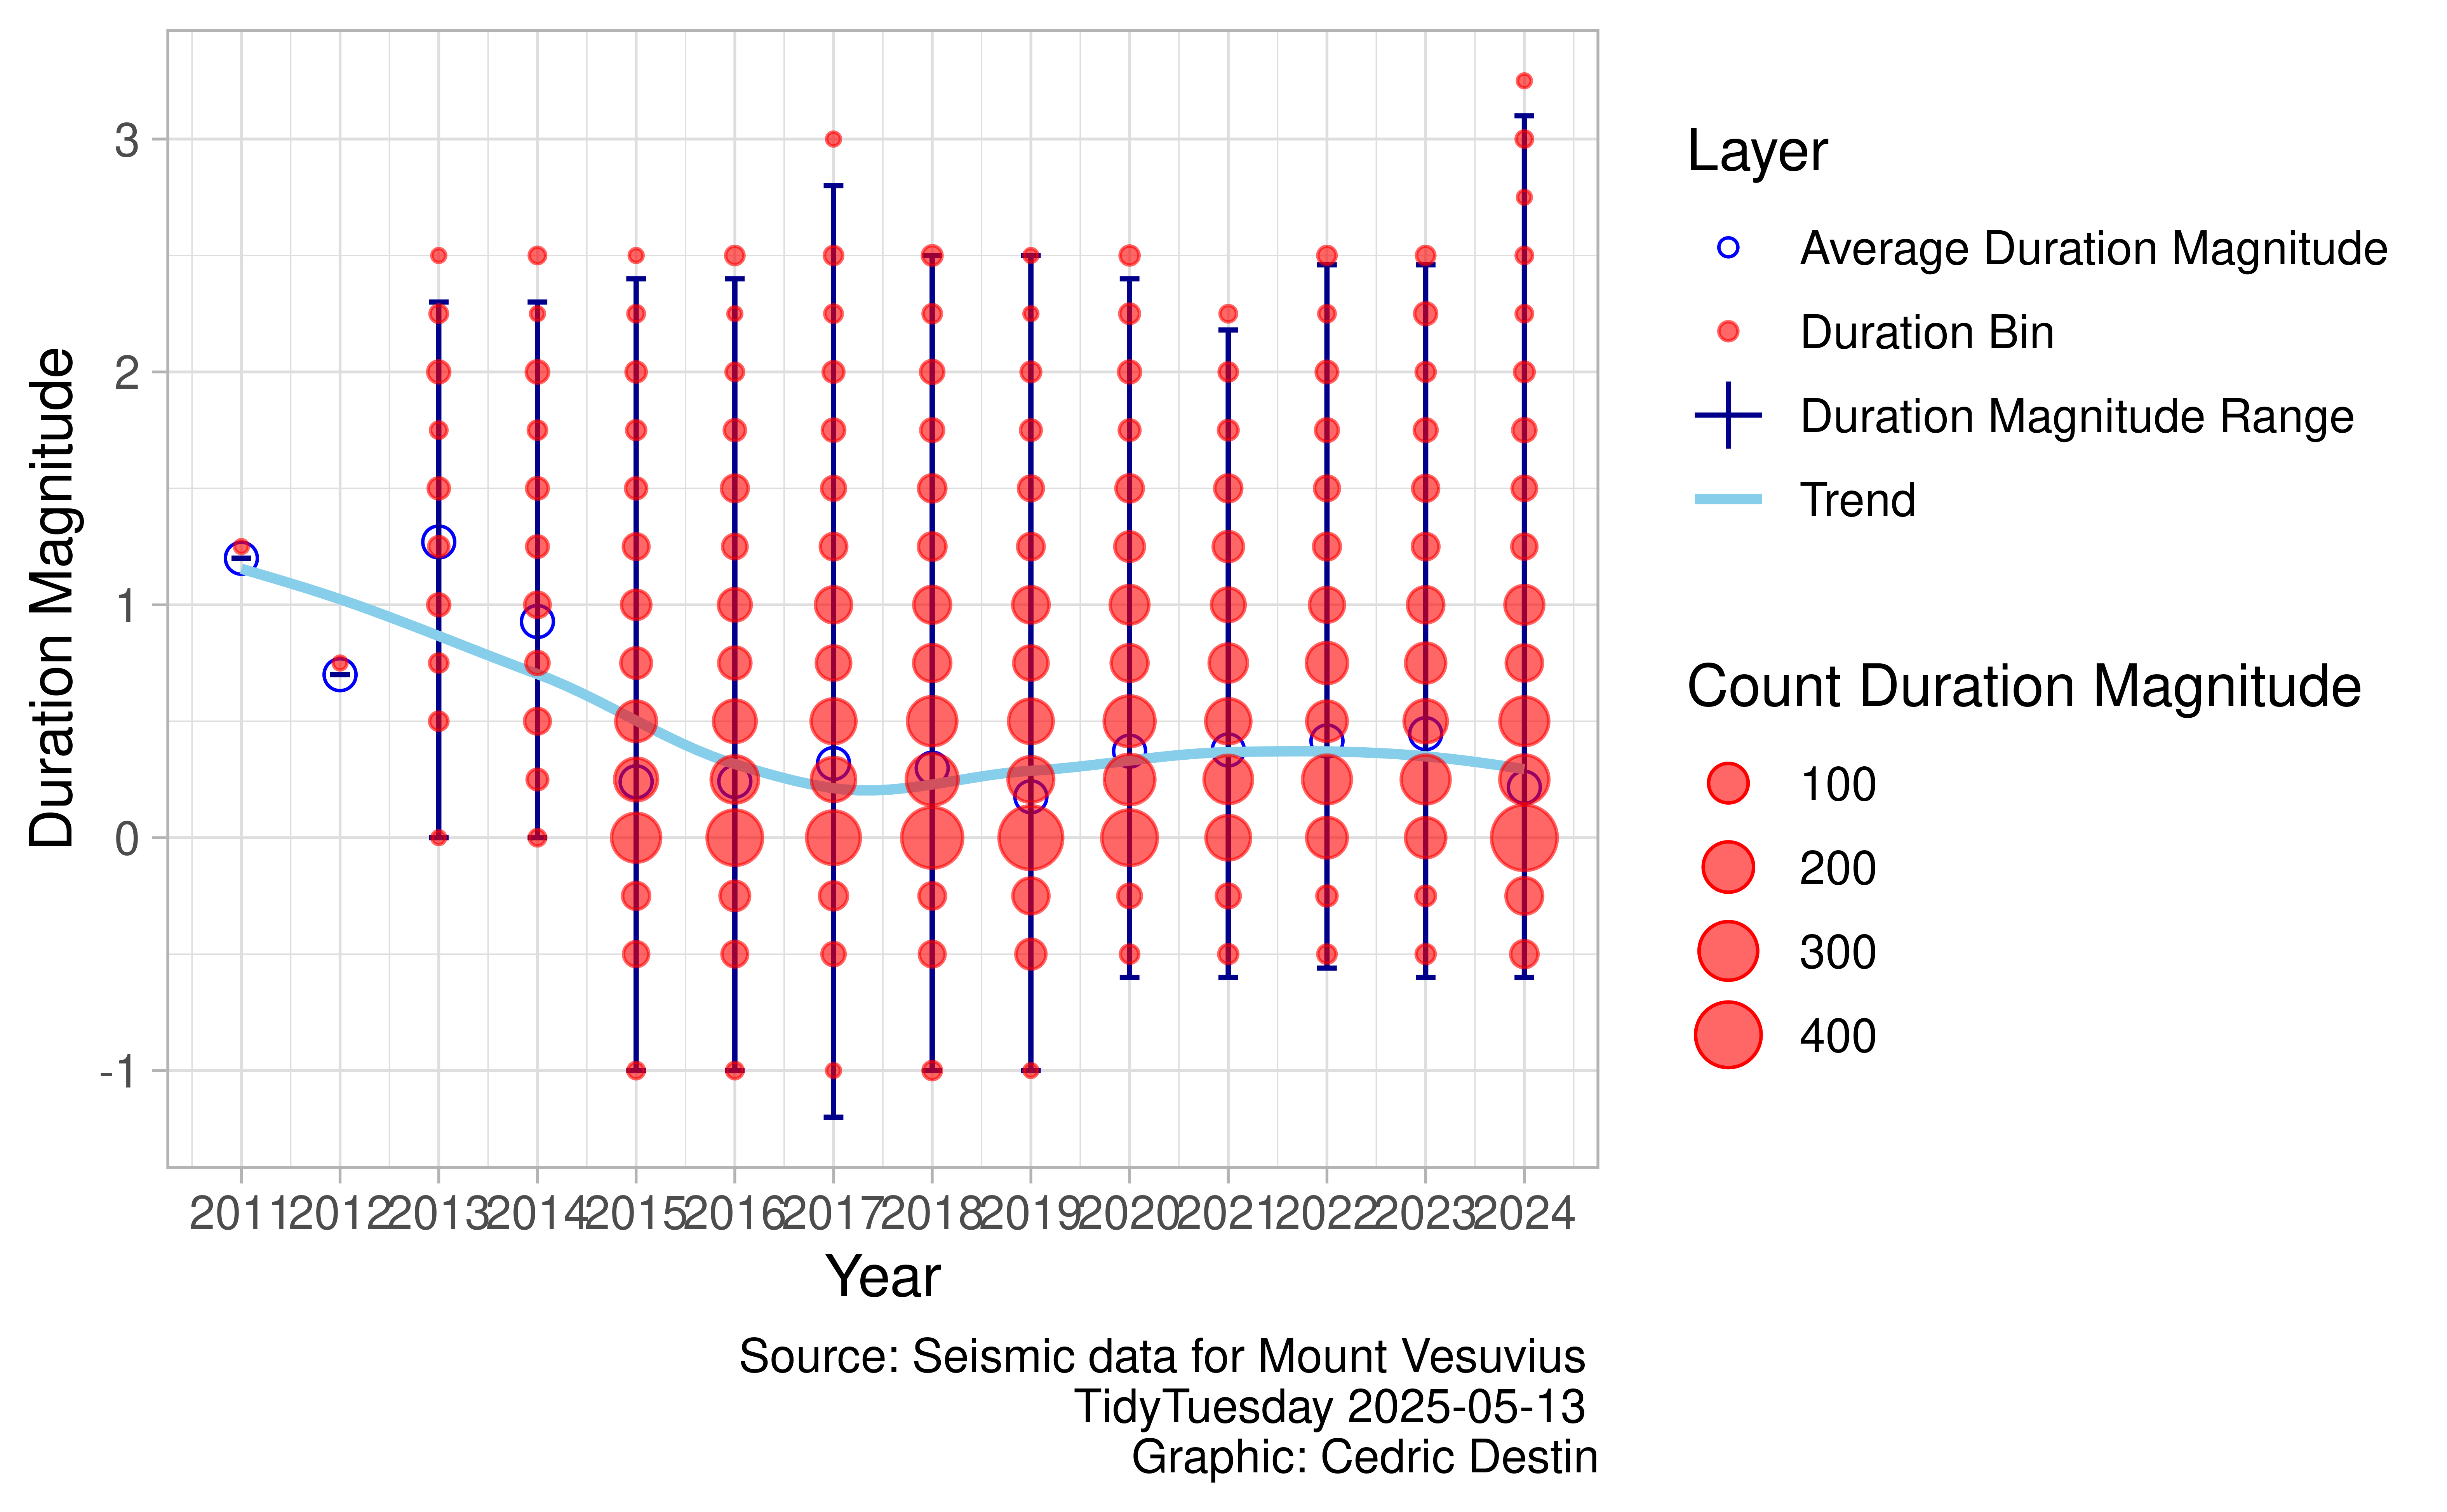 Duration Magnitude
3
2
1
0
-1
2011 2012 2013 2014 2015 2016 2017 2018 2019 2020 2021 2022 2023 2024
Year
Layer
Average Duration Magnitude
Duration Bin
Duration Magnitude Range
Trend
Count Duration Magnitude
100
200
300
400
Source: Seismic data for Mount Vesuvius
TidyTuesday 2025-05-13
Graphic: Cedric Destin